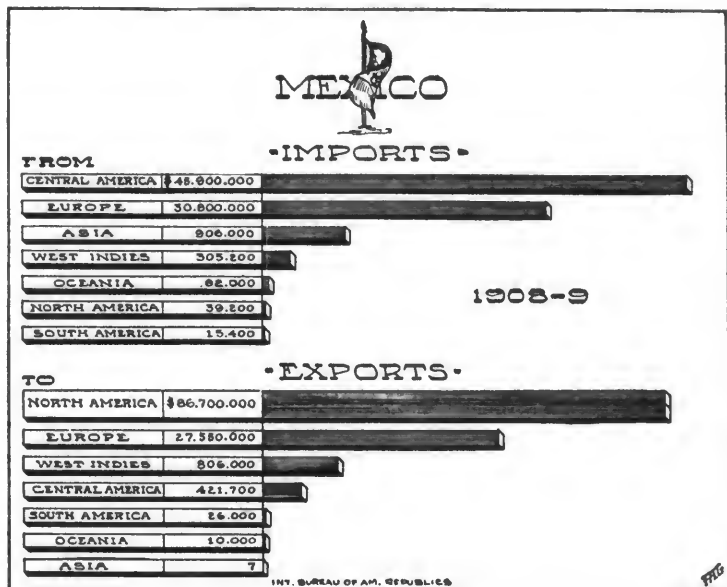 MEXICO
-IMPORTS-
FROM
CENTRAL AMERICA $45.900.000
EUROPE 30.800.000
ASIA 906.000
WEST INDIES 305.200
OCEANIA .82.000
NORTH AMERICA 39.200
SOUTH AMERICA 15.400
1908-9
-EXPORTS-
TO
NORTH AMERICA $86.700.000
EUROPE 27.580.000
WEST INDIES 806.000
CENTRAL AMERICA 421.700
SOUTH AMERICA 26.000
OCEANIA 10.000
ASIA 7
INT. BUREAU OF AM. REPUBLICS